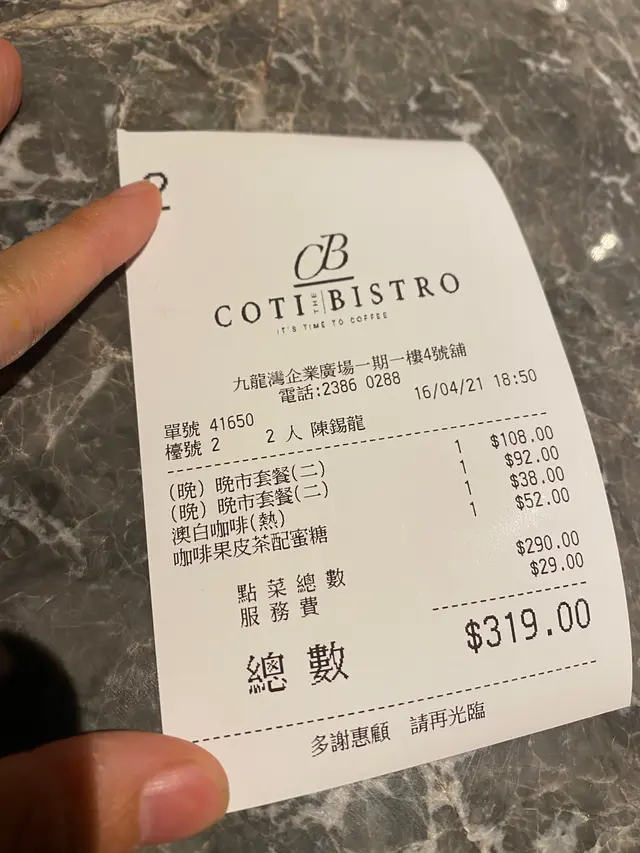 2
CB
COTI THE BISTRO
IT'S TIME TO COFFEE
九龍灣企業廣場一期一樓4號舖
電話:2386 0288
單號 41650 16/04/21 18:50
檯號 2 2 人 陳錫龍
(晚) 晚市套餐(二) 1 $108.00
(晚) 晚市套餐(二) 1 $92.00
澳白咖啡(熱) 1 $38.00
咖啡果皮茶配蜜糖 1 $52.00
點菜總數 $290.00
服務費 $29.00
總數 $319.00
多謝惠顧 請再光臨